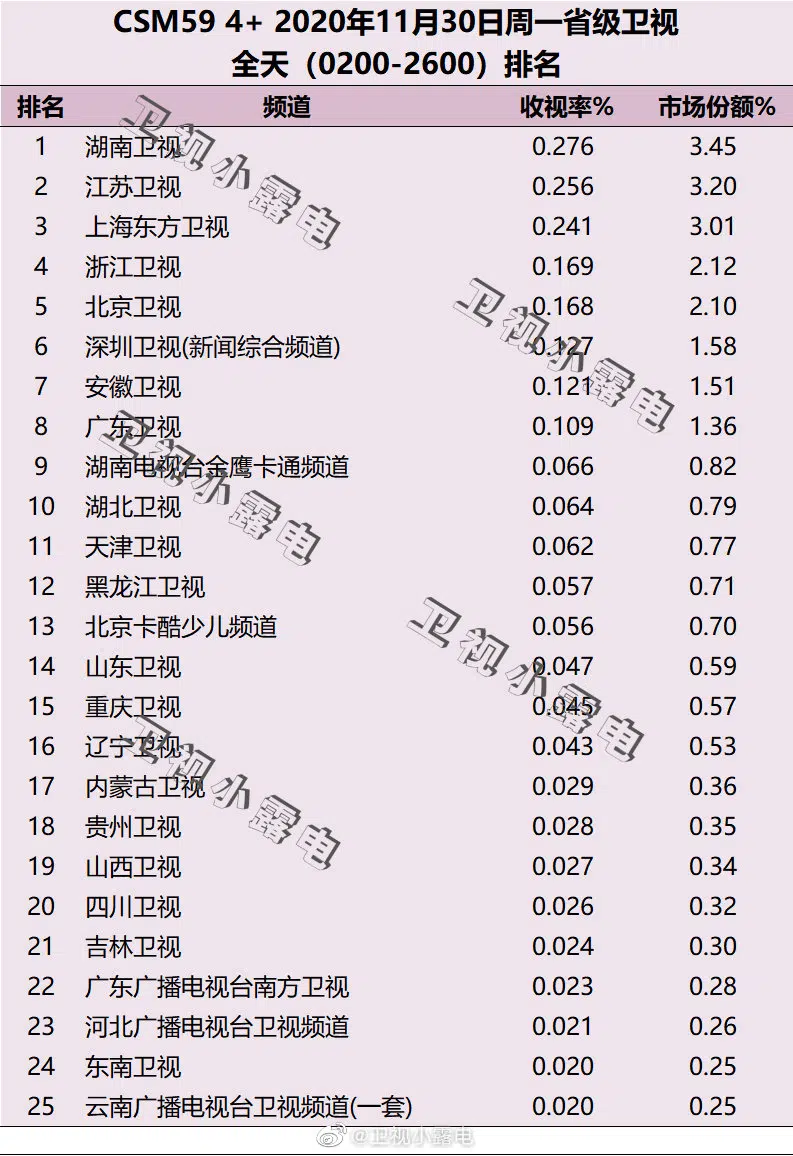 CSM59 4+ 2020年11月30日周一省级卫视
全天（0200-2600）排名
排名 频道 收视率% 市场份额%
1 湖南卫视 0.276 3.45
2 江苏卫视 0.256 3.20
3 上海东方卫视 0.241 3.01
4 浙江卫视 0.169 2.12
5 北京卫视 0.168 2.10
6 深圳卫视(新闻综合频道) 0.127 1.58
7 安徽卫视 0.121 1.51
8 广东卫视 0.109 1.36
9 湖南电视台金鹰卡通频道 0.066 0.82
10 湖北卫视 0.064 0.79
11 天津卫视 0.062 0.77
12 黑龙江卫视 0.057 0.71
13 北京卡酷少儿频道 0.056 0.70
14 山东卫视 0.047 0.59
15 重庆卫视 0.045 0.57
16 辽宁卫视 0.043 0.53
17 内蒙古卫视 0.029 0.36
18 贵州卫视 0.028 0.35
19 山西卫视 0.027 0.34
20 四川卫视 0.026 0.32
21 吉林卫视 0.024 0.30
22 广东广播电视台南方卫视 0.023 0.28
23 河北广播电视台卫视频道 0.021 0.26
24 东南卫视 0.020 0.25
25 云南广播电视台卫视频道(一套) 0.020 0.25
卫视小露电
卫视小露电
卫视小露电
卫视小露电
卫视小露电
@卫视小露电